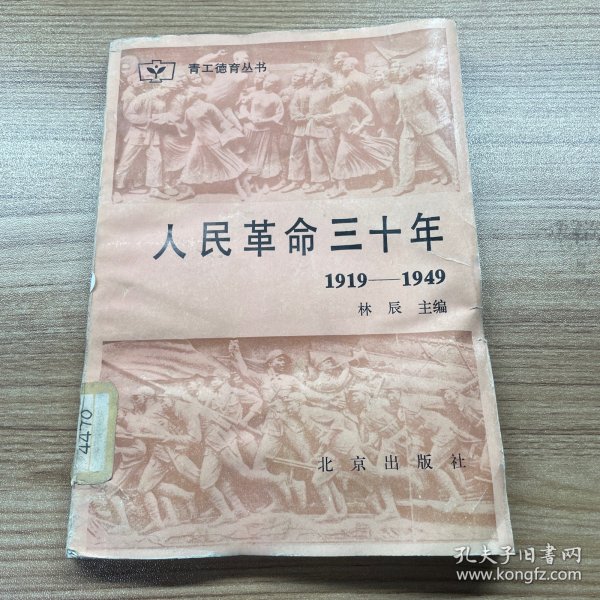 青工德育丛书
人民革命三十年
1919——1949
林辰 主编
4470
北京出版社
孔夫子旧書网
www.kongfz.com